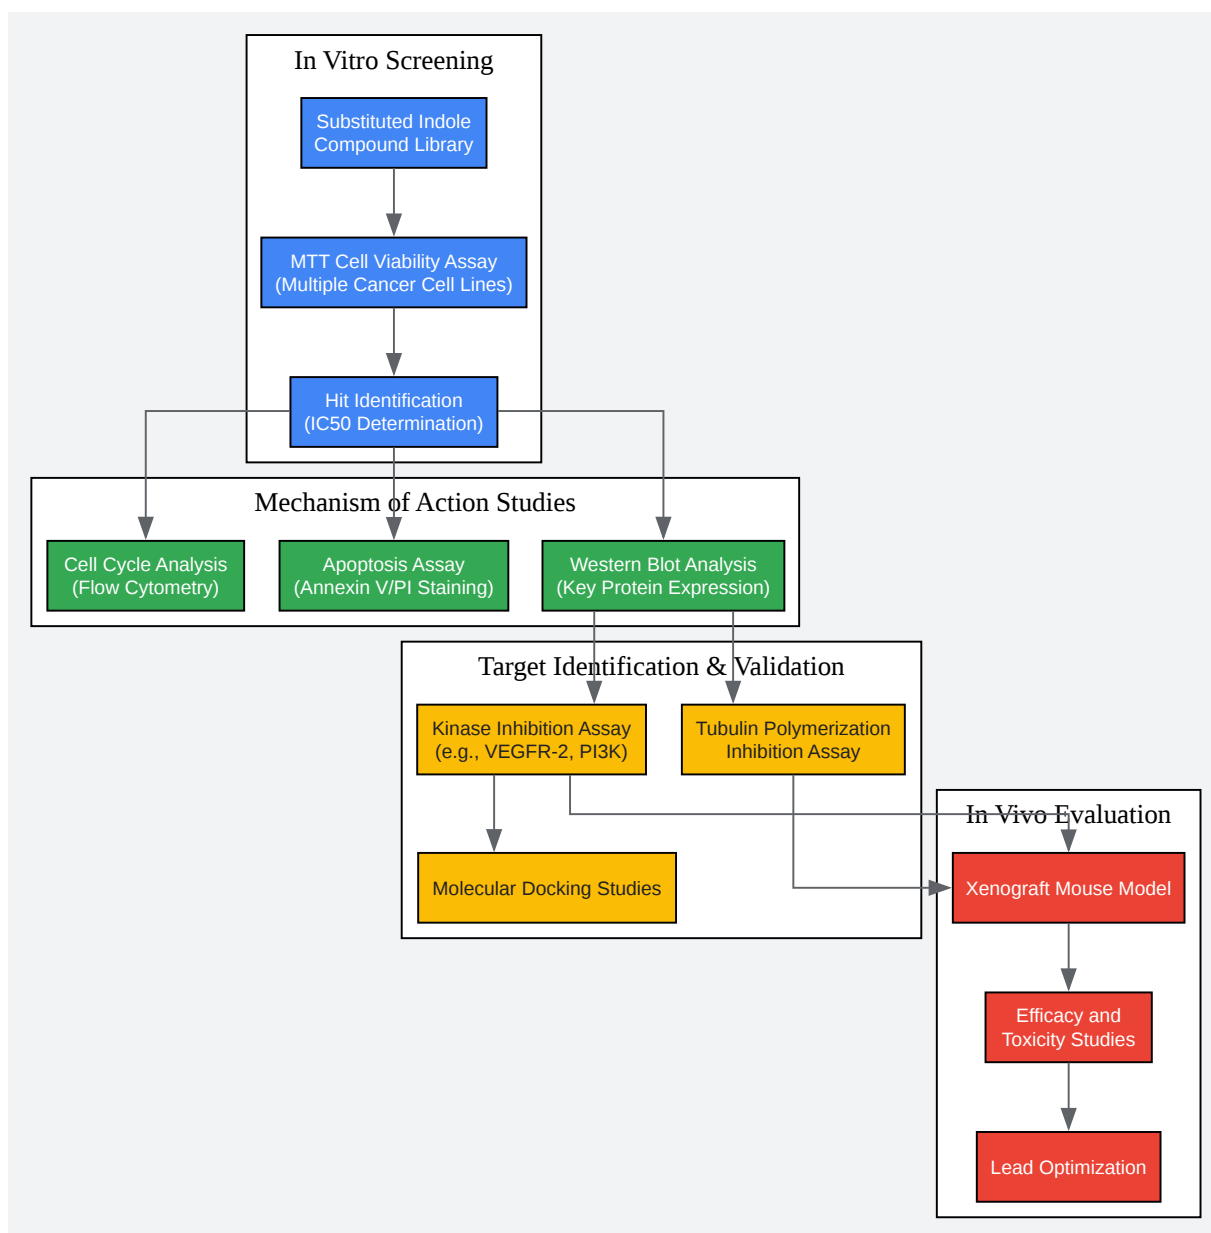 In Vitro Screening
Substituted Indole
Compound Library
MTT Cell Viability Assay
(Multiple Cancer Cell Lines)
Hit Identification
(IC50 Determination)
Mechanism of Action Studies
Cell Cycle Analysis
(Flow Cytometry)
Apoptosis Assay
(Annexin V/PI Staining)
Western Blot Analysis
(Key Protein Expression)
Target Identification & Validation
Kinase Inhibition Assay
(e.g., VEGFR-2, PI3K)
Tubulin Polymerization
Inhibition Assay
Molecular Docking Studies
In Vivo Evaluation
Xenograft Mouse Model
Efficacy and
Toxicity Studies
Lead Optimization